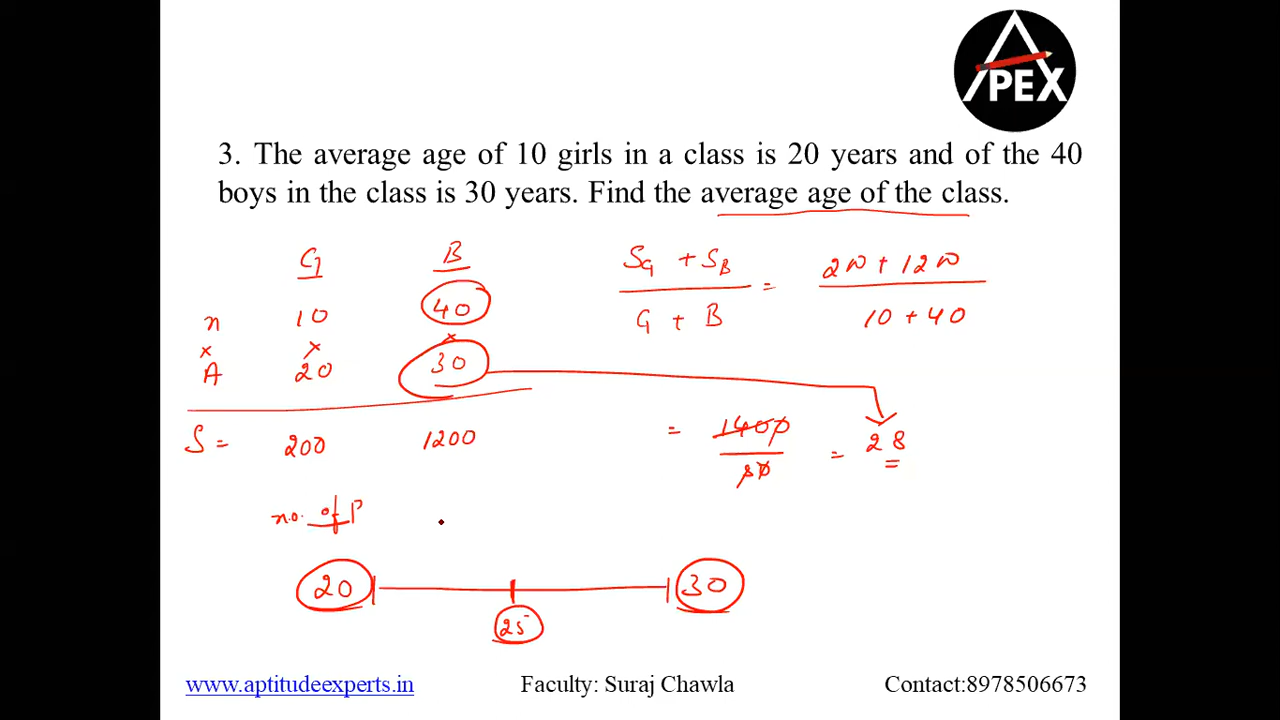 APEX
3. The average age of 10 girls in a class is 20 years and of the 40
boys in the class is 30 years. Find the average age of the class.
G B
n 10 40
× × ×
A 20 30
S = 200 1200
S_G + S_B / G + B = 200 + 1200 / 10 + 40
= 1400 / 50 = 28
no. of P
20 30
25
www.aptitudeexperts.in Faculty: Suraj Chawla Contact:8978506673